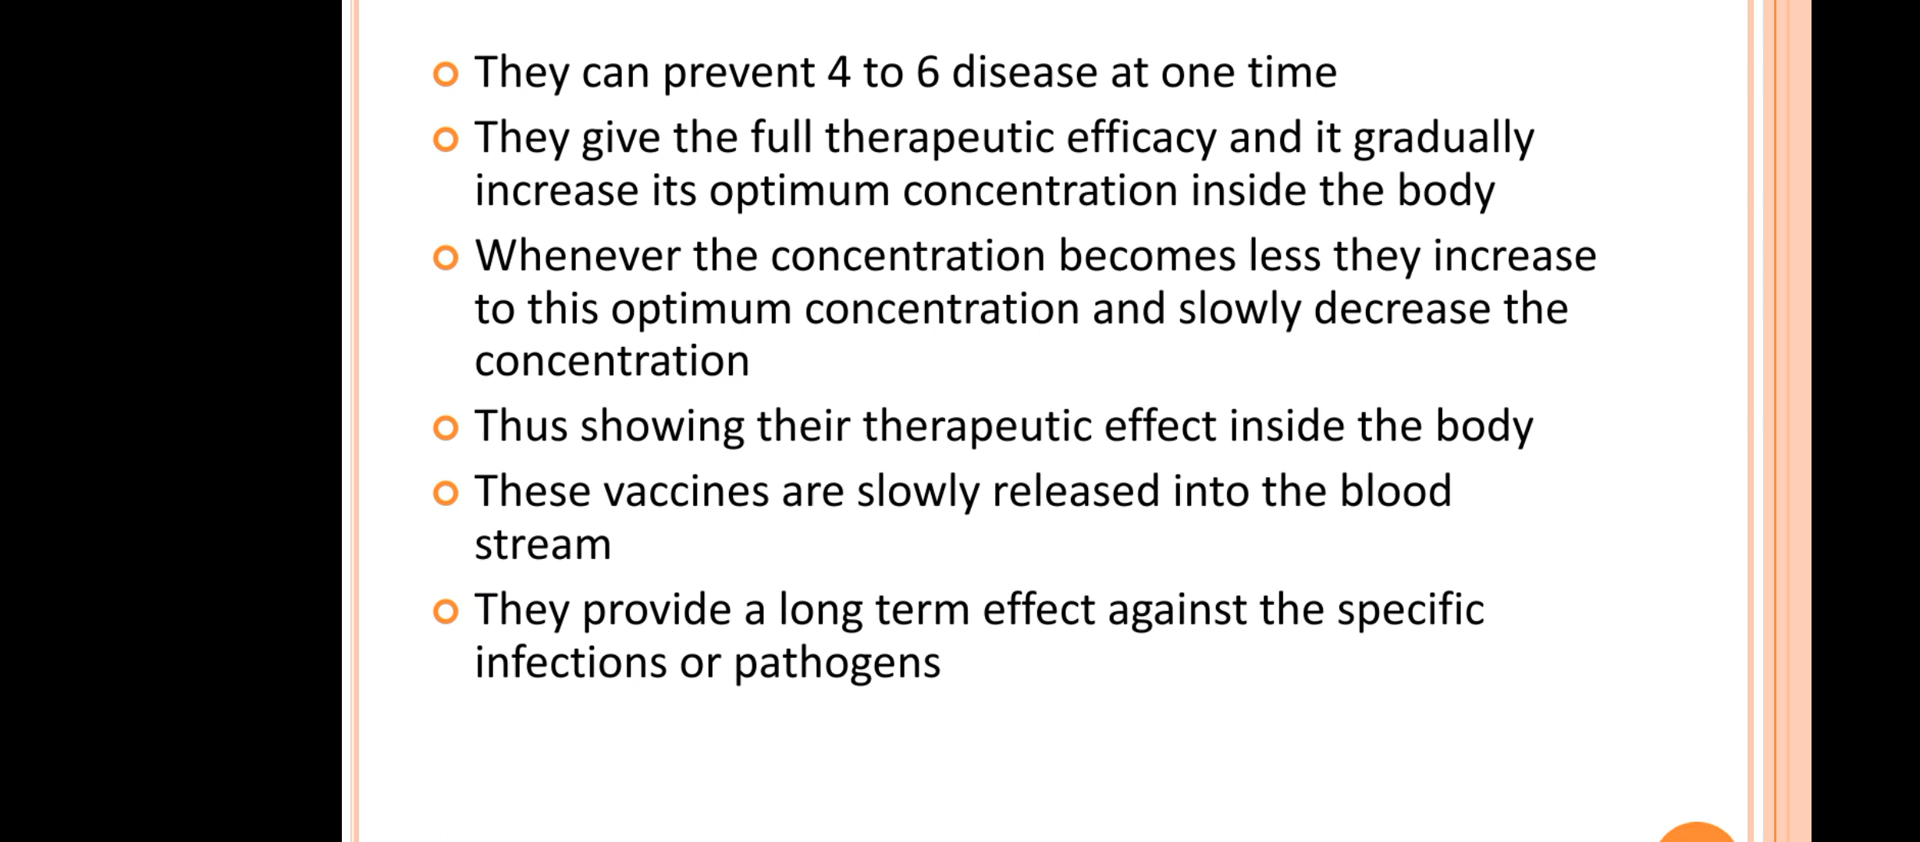 They can prevent 4 to 6 disease at one time
They give the full therapeutic efficacy and it gradually
increase its optimum concentration inside the body
Whenever the concentration becomes less they increase
to this optimum concentration and slowly decrease the
concentration
Thus showing their therapeutic effect inside the body
These vaccines are slowly released into the blood
stream
They provide a long term effect against the specific
infections or pathogens